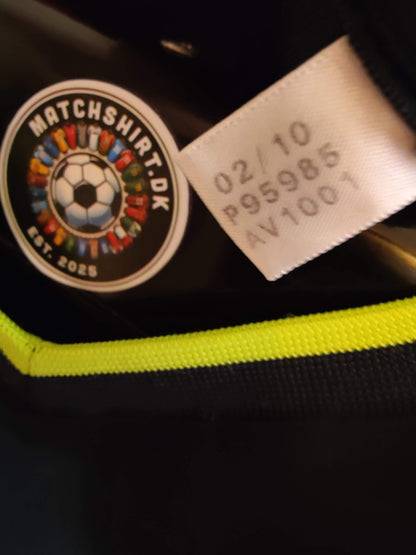 MATCHSHIRT.DK
EST. 2025
02/10
P95985
AV1001